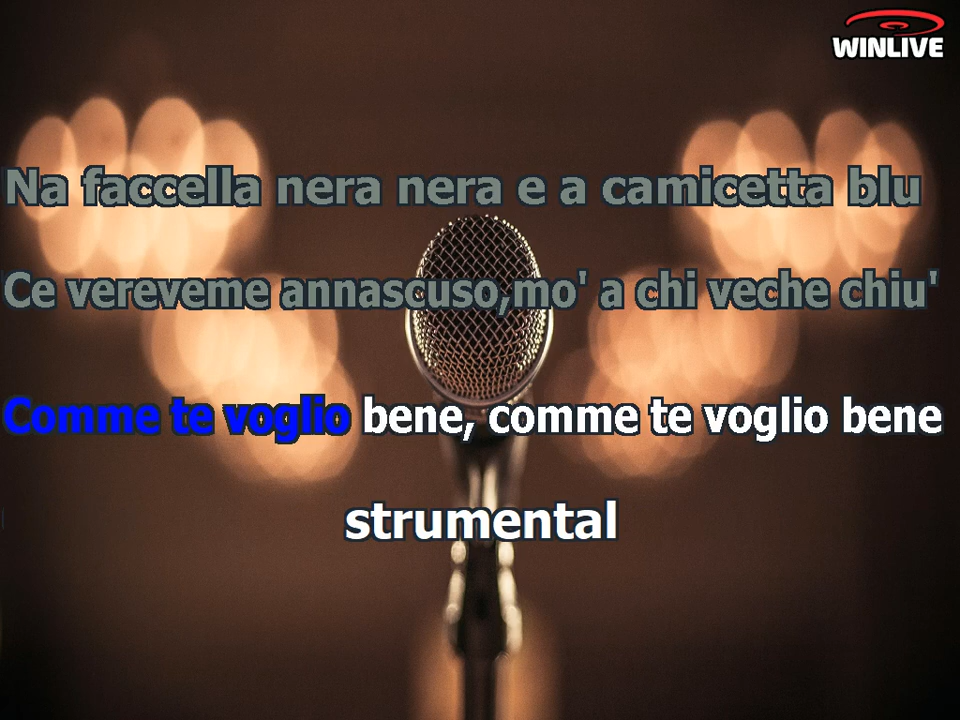 WINLIVE
Na faccella nera nera e a camicetta blu
Ce vereveme annascuso,mo' a chi veche chiu'
Comme te voglio bene, comme te voglio bene
strumental